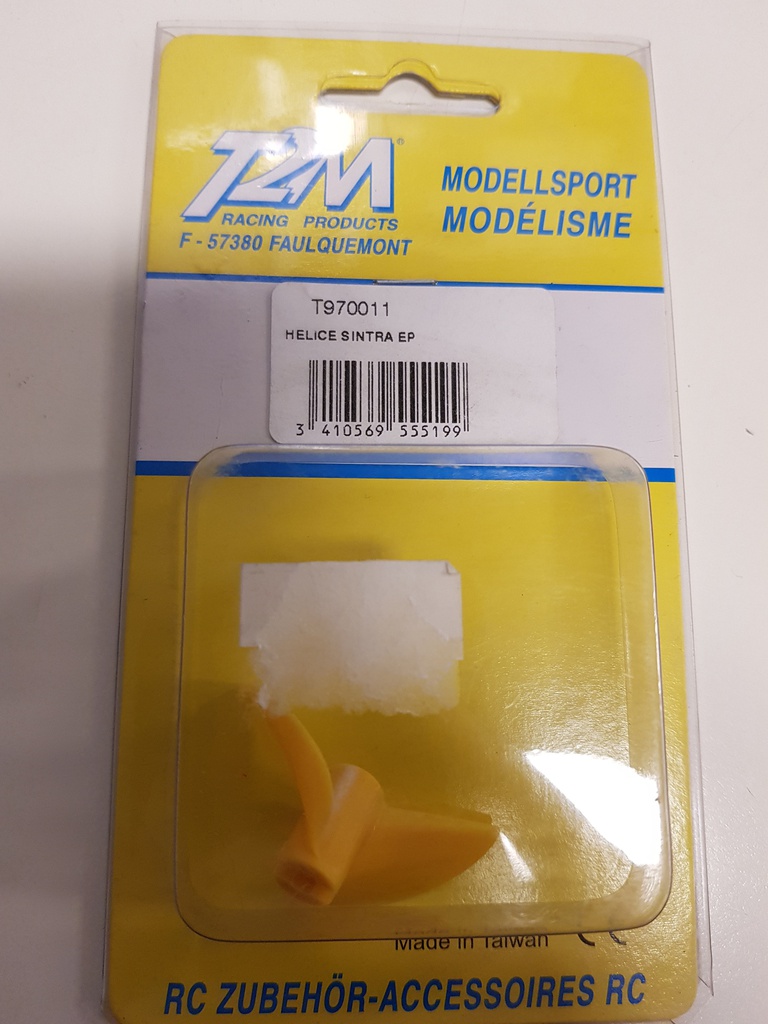 T2M®
RACING PRODUCTS
F - 57380 FAULQUEMONT
MODELLSPORT
MODÉLISME
T970011
HELICE SINTRA EP
3 410569 555199
Made in Taiwan
RC ZUBEHÖR-ACCESSOIRES RC